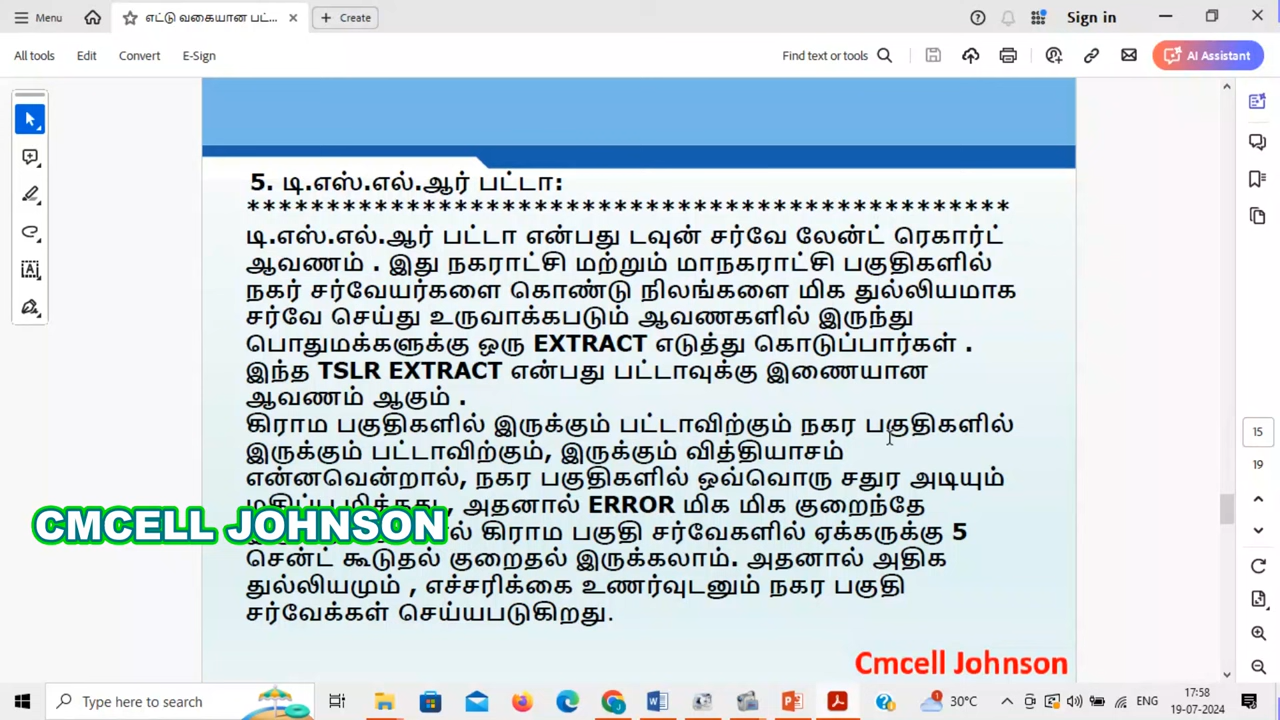 Menu
எட்டு வகையான பட்...
Create
Sign in
All tools
Edit
Convert
E-Sign
Find text or tools
AI Assistant
5. டி.எஸ்.எல்.ஆர் பட்டா:
************************************************
டி.எஸ்.எல்.ஆர் பட்டா என்பது டவுன் சர்வே லேன்ட் ரெகார்ட்
ஆவணம் . இது நகராட்சி மற்றும் மாநகராட்சி பகுதிகளில்
நகர் சர்வேயர்களை கொண்டு நிலங்களை மிக துல்லியமாக
சர்வே செய்து உருவாக்கபடும் ஆவணகளில் இருந்து
பொதுமக்களுக்கு ஒரு EXTRACT எடுத்து கொடுப்பார்கள் .
இந்த TSLR EXTRACT என்பது பட்டாவுக்கு இணையான
ஆவணம் ஆகும் .
கிராம பகுதிகளில் இருக்கும் பட்டாவிற்கும் நகர பகுதிகளில்
இருக்கும் பட்டாவிற்கும், இருக்கும் வித்தியாசம்
என்னவென்றால், நகர பகுதிகளில் ஒவ்வொரு சதுர அடியும்
, அதனால் ERROR மிக மிக குறைந்தே
கிராம பகுதி சர்வேகளில் ஏக்கருக்கு 5
சென்ட் கூடுதல் குறைதல் இருக்கலாம். அதனால் அதிக
துல்லியமும் , எச்சரிக்கை உணர்வுடனும் நகர பகுதி
சர்வேக்கள் செய்யபடுகிறது.
CMCELL JOHNSON
Cmcell Johnson
15
19
Type here to search
30°C
ENG
17:58
19-07-2024